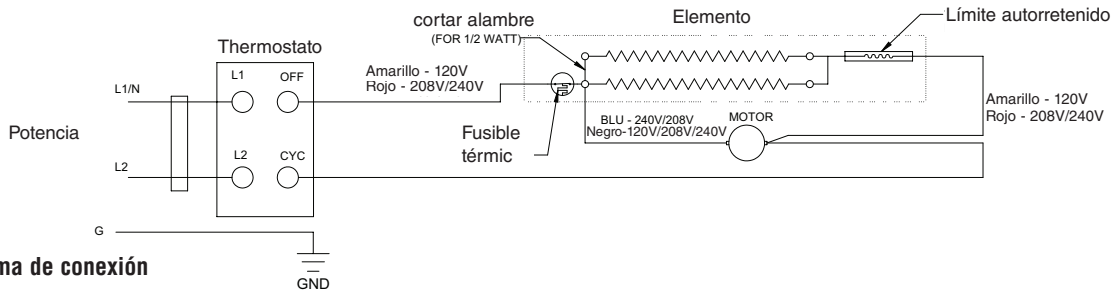 cortar alambre
(FOR 1/2 WATT)
Elemento
Límite autorretenido
Thermostato
L1
OFF
Amarillo - 120V
Rojo - 208V/240V
L1/N
Potencia
Fusible
térmic
BLU - 240V/208V
Negro-120V/208V/240V
MOTOR
Amarillo - 120V
Rojo - 208V/240V
L2
L2
CYC
G
GND
ma de conexión